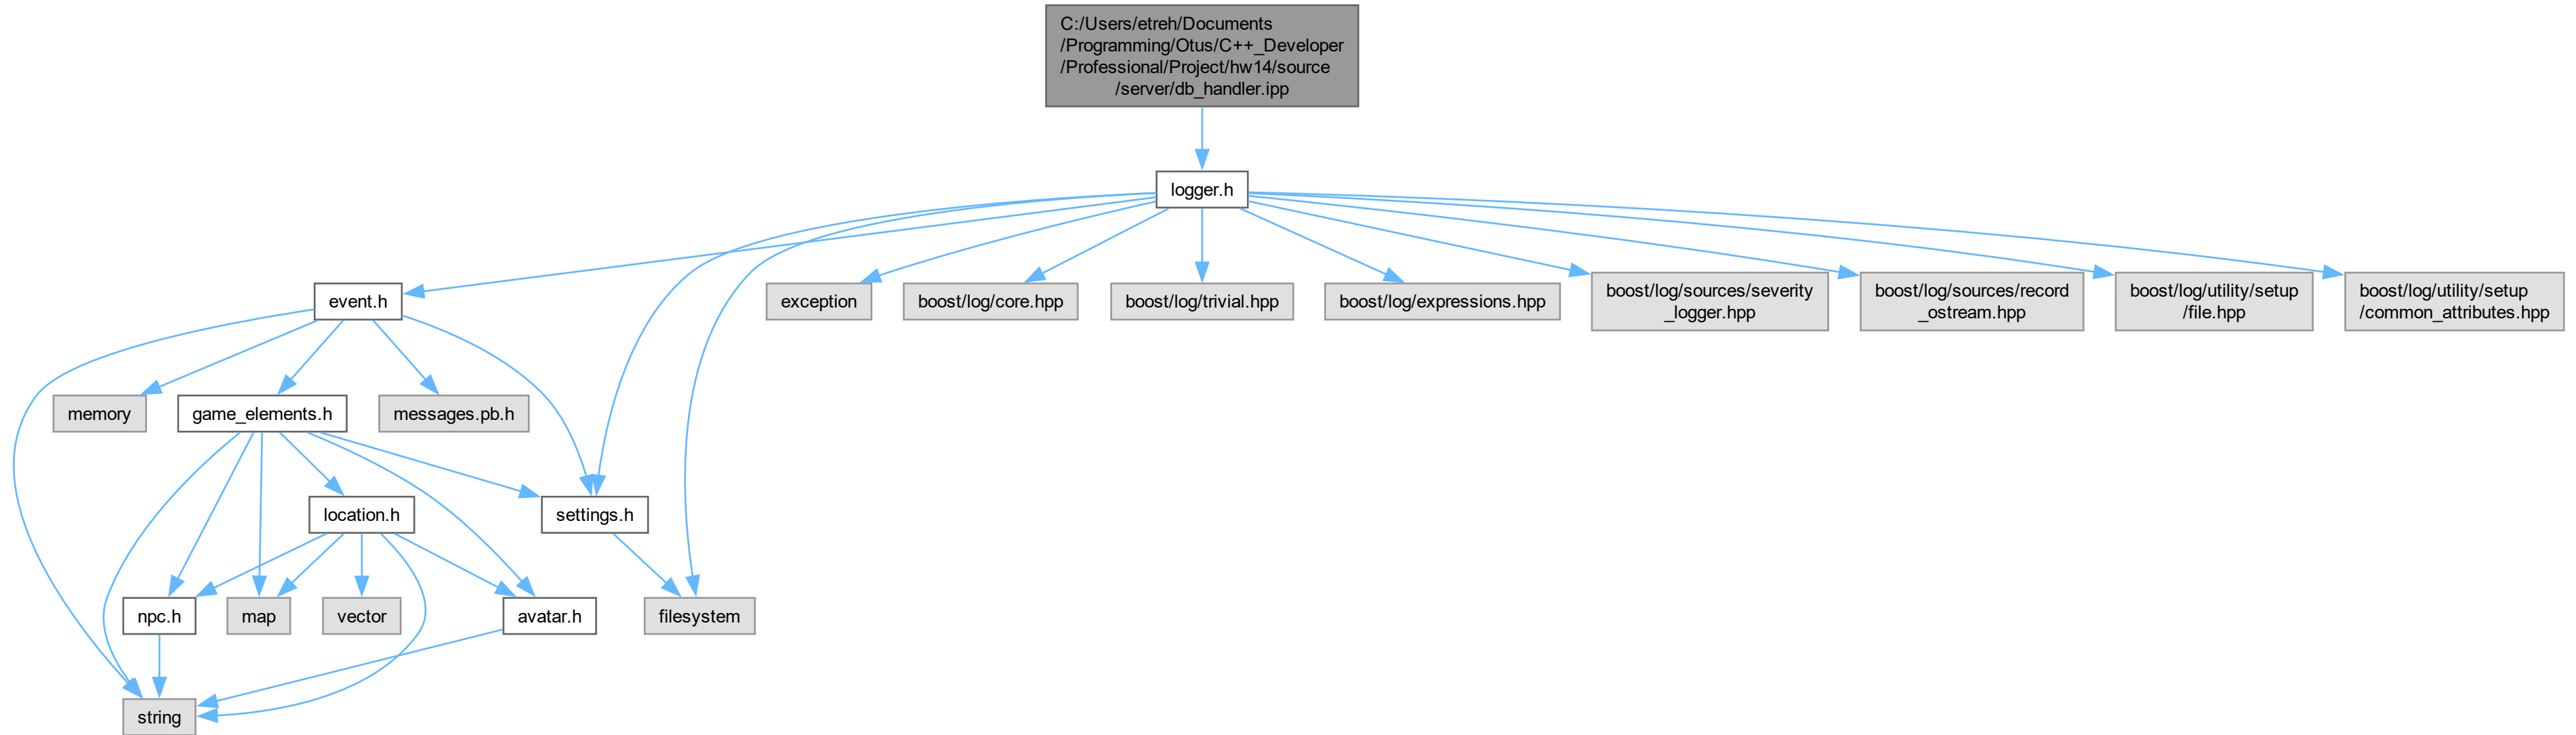 C:/Users/etreh/Documents
/Programming/Otus/C++_Developer
/Professional/Project/hw14/source
/server/db_handler.ipp
logger.h
event.h
exception
boost/log/core.hpp
boost/log/trivial.hpp
boost/log/expressions.hpp
boost/log/sources/severity
_logger.hpp
boost/log/sources/record
_ostream.hpp
boost/log/utility/setup
/file.hpp
boost/log/utility/setup
/common_attributes.hpp
memory
game_elements.h
messages.pb.h
location.h
settings.h
npc.h
map
vector
avatar.h
filesystem
string